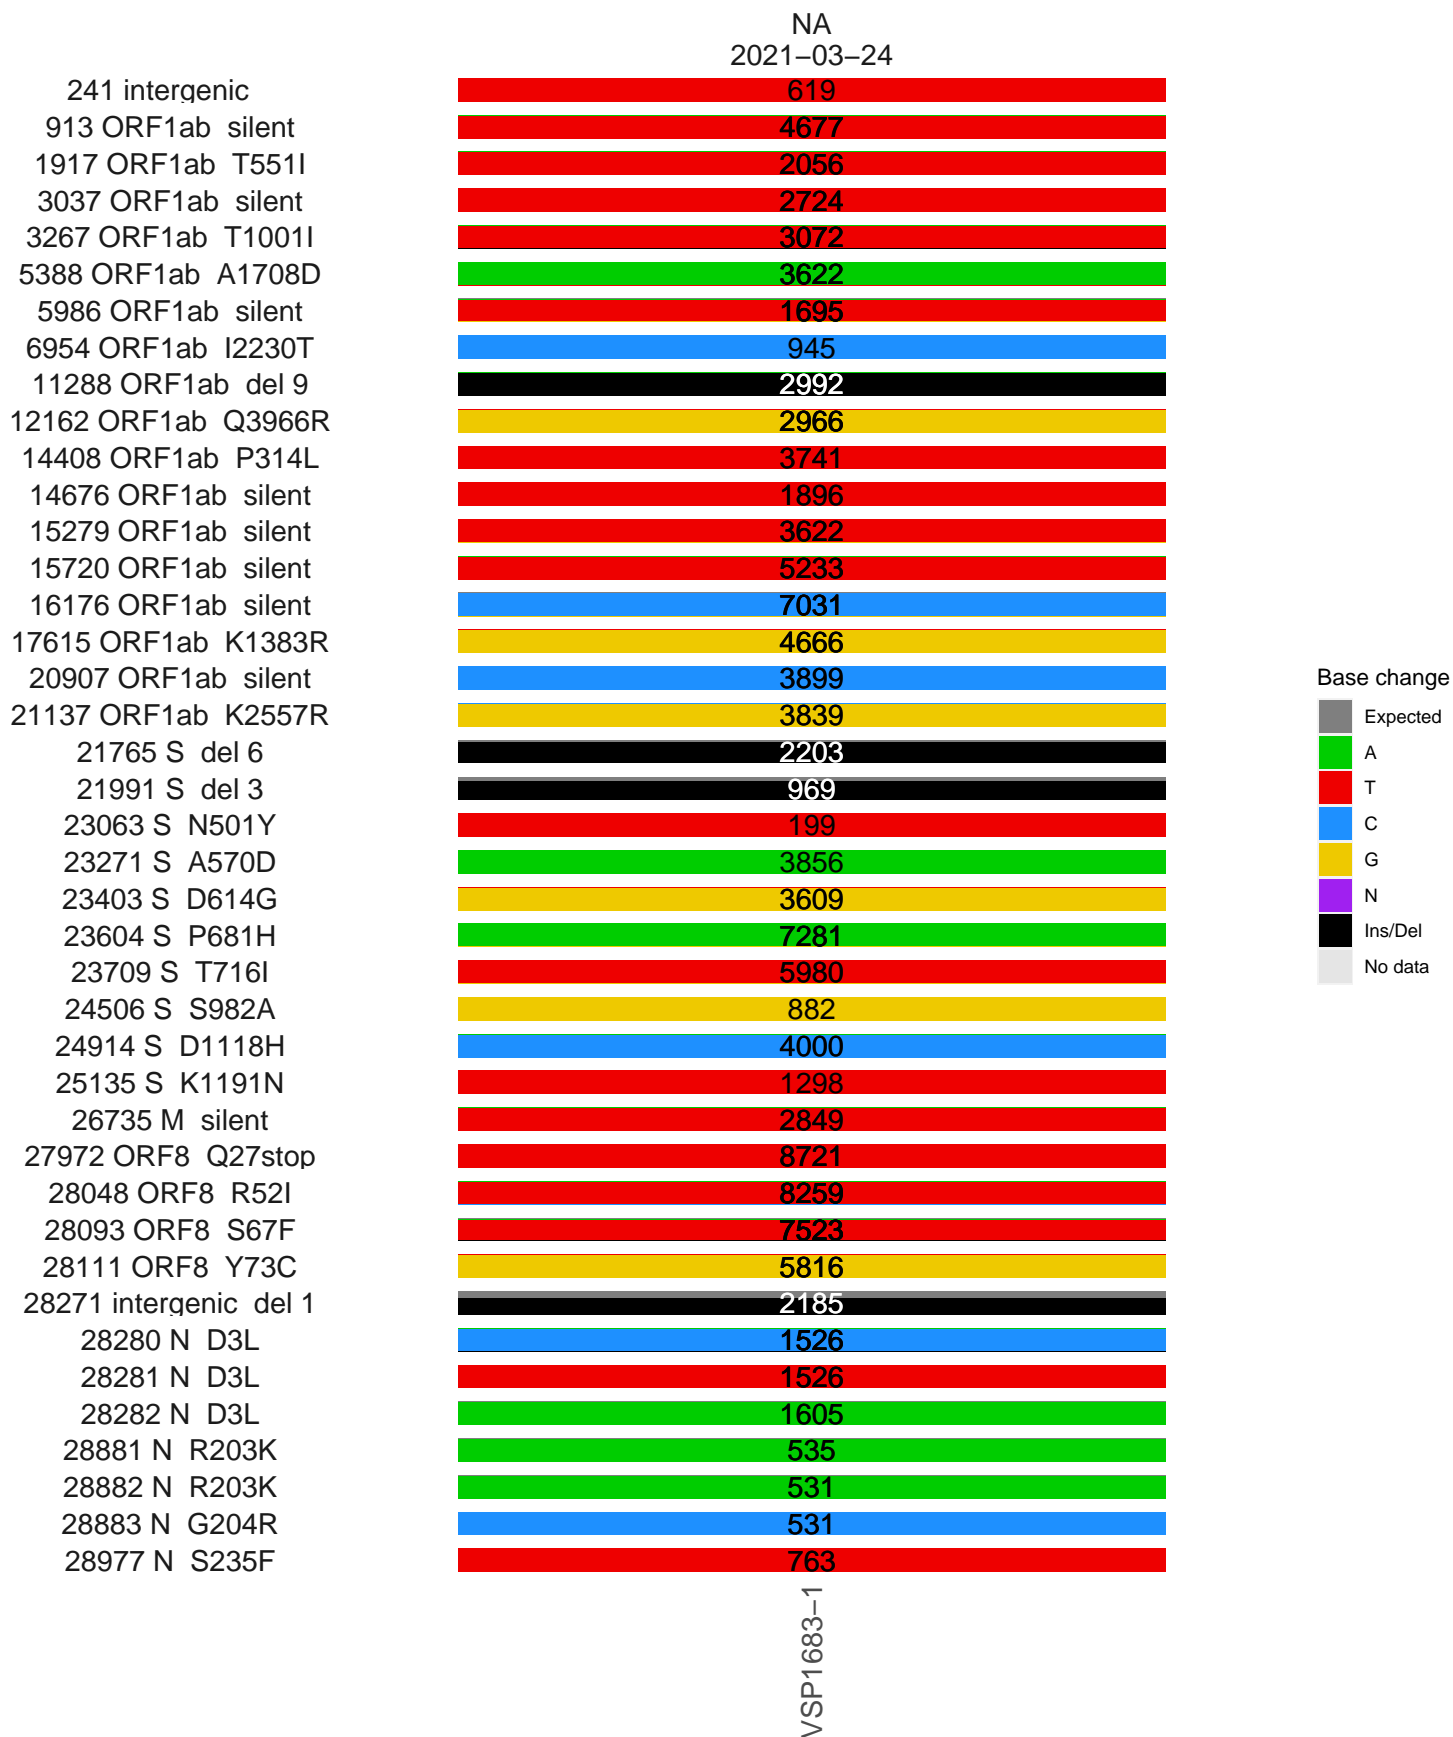 NA
2021−03−24
241 intergenic 619
913 ORF1ab silent 4677
1917 ORF1ab T551I 2056
3037 ORF1ab silent 2724
3267 ORF1ab T1001I 3072
5388 ORF1ab A1708D 3622
5986 ORF1ab silent 1695
6954 ORF1ab I2230T 945
11288 ORF1ab del 9 2992
12162 ORF1ab Q3966R 2966
14408 ORF1ab P314L 3741
14676 ORF1ab silent 1896
15279 ORF1ab silent 3622
15720 ORF1ab silent 5233
16176 ORF1ab silent 7031
17615 ORF1ab K1383R 4666
20907 ORF1ab silent 3899
21137 ORF1ab K2557R 3839
21765 S del 6 2203
21991 S del 3 969
23063 S N501Y 199
23271 S A570D 3856
23403 S D614G 3609
23604 S P681H 7281
23709 S T716I 5980
24506 S S982A 882
24914 S D1118H 4000
25135 S K1191N 1298
26735 M silent 2849
27972 ORF8 Q27stop 8721
28048 ORF8 R52I 8259
28093 ORF8 S67F 7523
28111 ORF8 Y73C 5816
28271 intergenic del 1 2185
28280 N D3L 1526
28281 N D3L 1526
28282 N D3L 1605
28881 N R203K 535
28882 N R203K 531
28883 N G204R 531
28977 N S235F 763
VSP1683−1
Base change
Expected
A
T
C
G
N
Ins/Del
No data